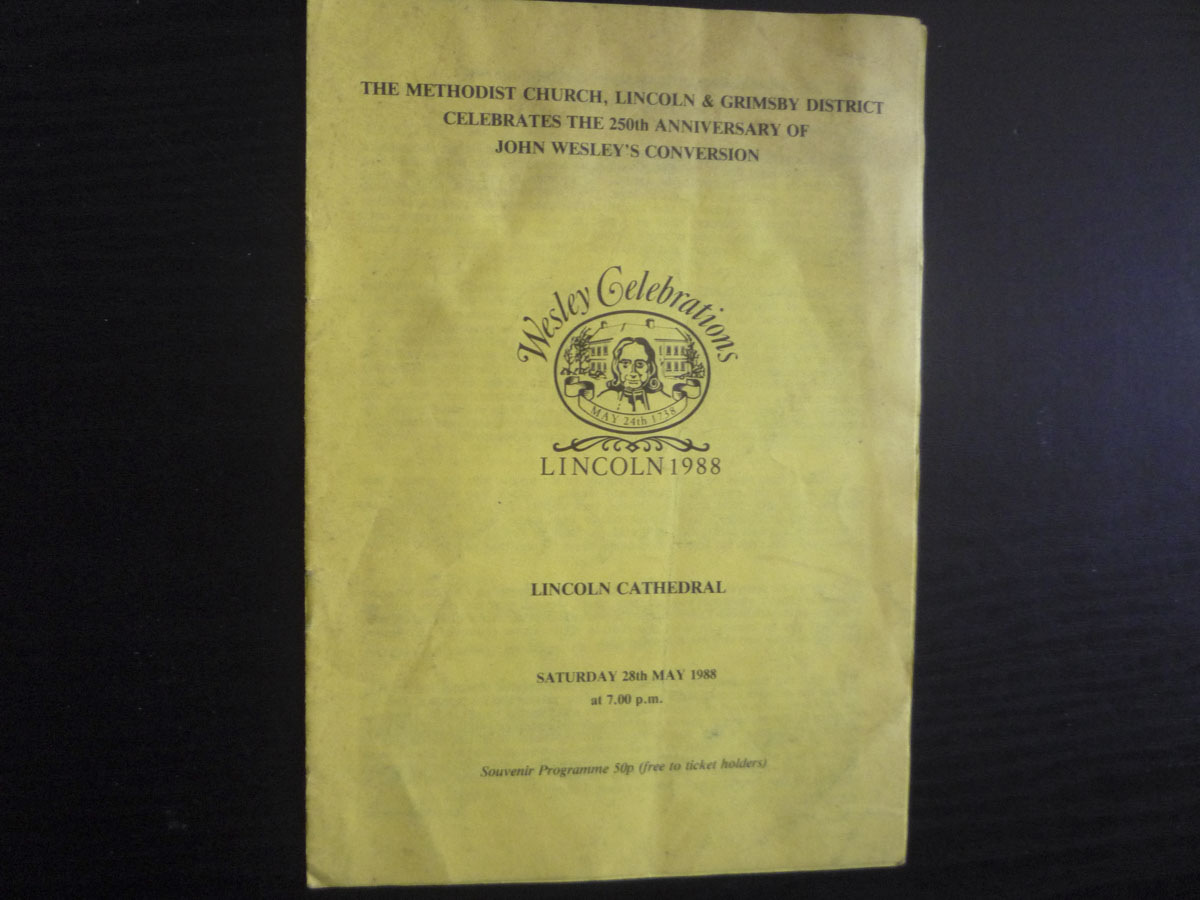 THE METHODIST CHURCH, LINCOLN & GRIMSBY DISTRICT
CELEBRATES THE 250th ANNIVERSARY OF
JOHN WESLEY'S CONVERSION
Wesley Celebrations
MAY 24th 1738
LINCOLN 1988
LINCOLN CATHEDRAL
SATURDAY 28th MAY 1988
at 7.00 p.m.
Souvenir Programme 50p (free to ticket holders)